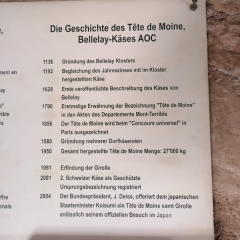 Die Geschichte des Tête de Moine,
Bellelay-Käses AOC
1136 Gründung des Bellelay Klosters
1192 Begleichung des Jahreszinses mit im Kloster
hergestellten Käse
1628 Erste veröffentlichte Beschreibung des Käses von
Bellelay
1790 Erstmalige Erwähnung der Bezeichnung "Tête de Moine"
in den Akten des Departements Mont-Terrible
1856 Der Tête de Moine wird beim "Concours universel" in
Paris ausgezeichnet
1880 Gründung mehrerer Dorfkäsereien
1950 Gesamt hergestellte Tête de Moine Menge: 27'000 kg
1981 Erfindung der Girolle
2001 2. Schweizer Käse als Geschützte
Ursprungsbezeichnung registriert
2004 Der Bundespräsident, J. Deiss, offeriert dem japanischen
Staatsminister Koisumi ein Tête de Moine samt Girolle
anlässlich seinem offiziellen Besuch im Japan